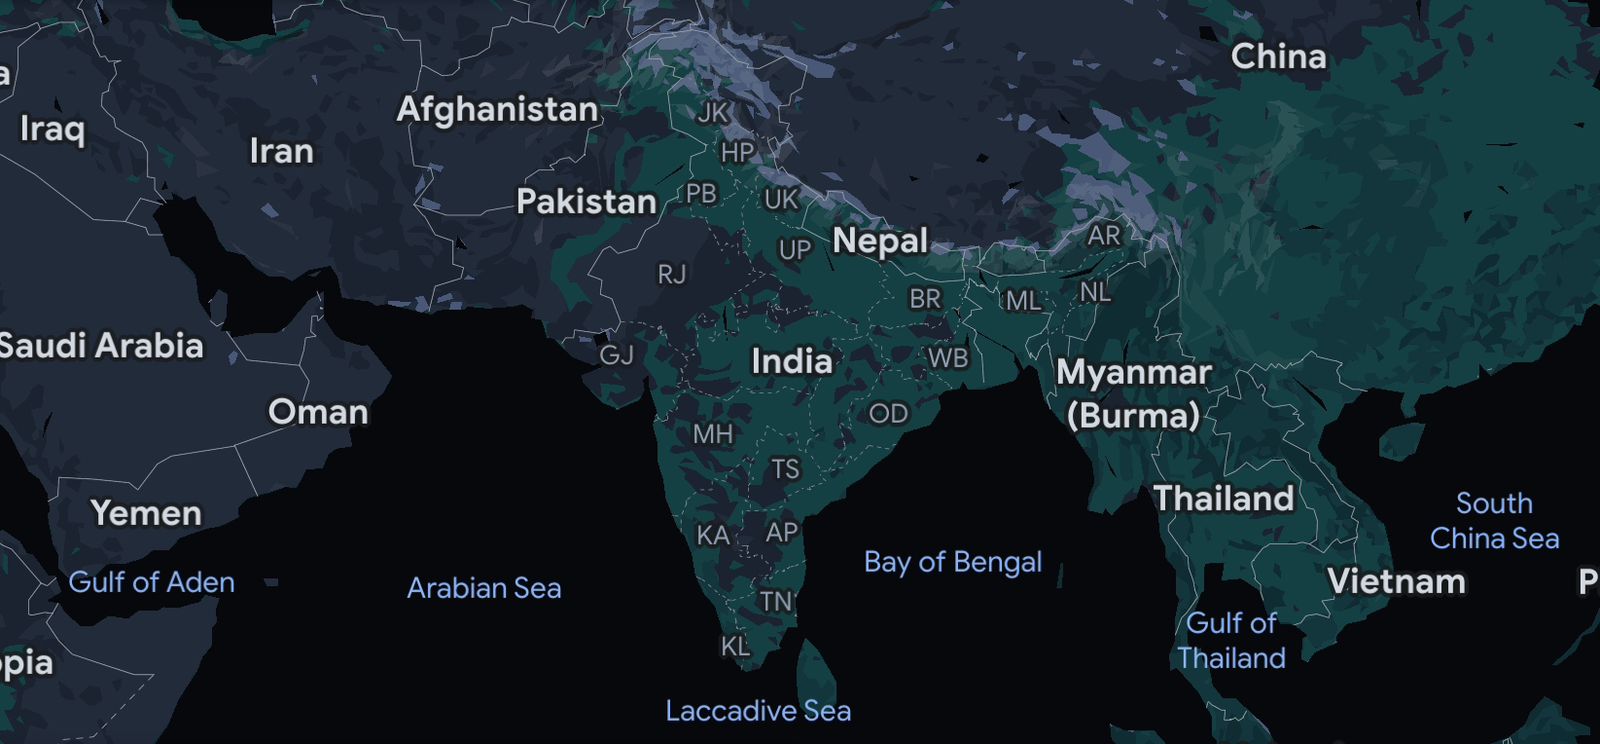 China
a
Afghanistan
JK
Iraq
Iran
HP
PB
UK
Pakistan
AR
Nepal
UP
RJ
NL
BR
ML
Saudi Arabia
GJ
India
WB
Myanmar
(Burma)
Oman
OD
MH
TS
Thailand
South
China Sea
Yemen
KA
AP
Bay of Bengal
Gulf of Aden
Arabian Sea
Vietnam
P
TN
Gulf of
Thailand
KL
opia
Laccadive Sea